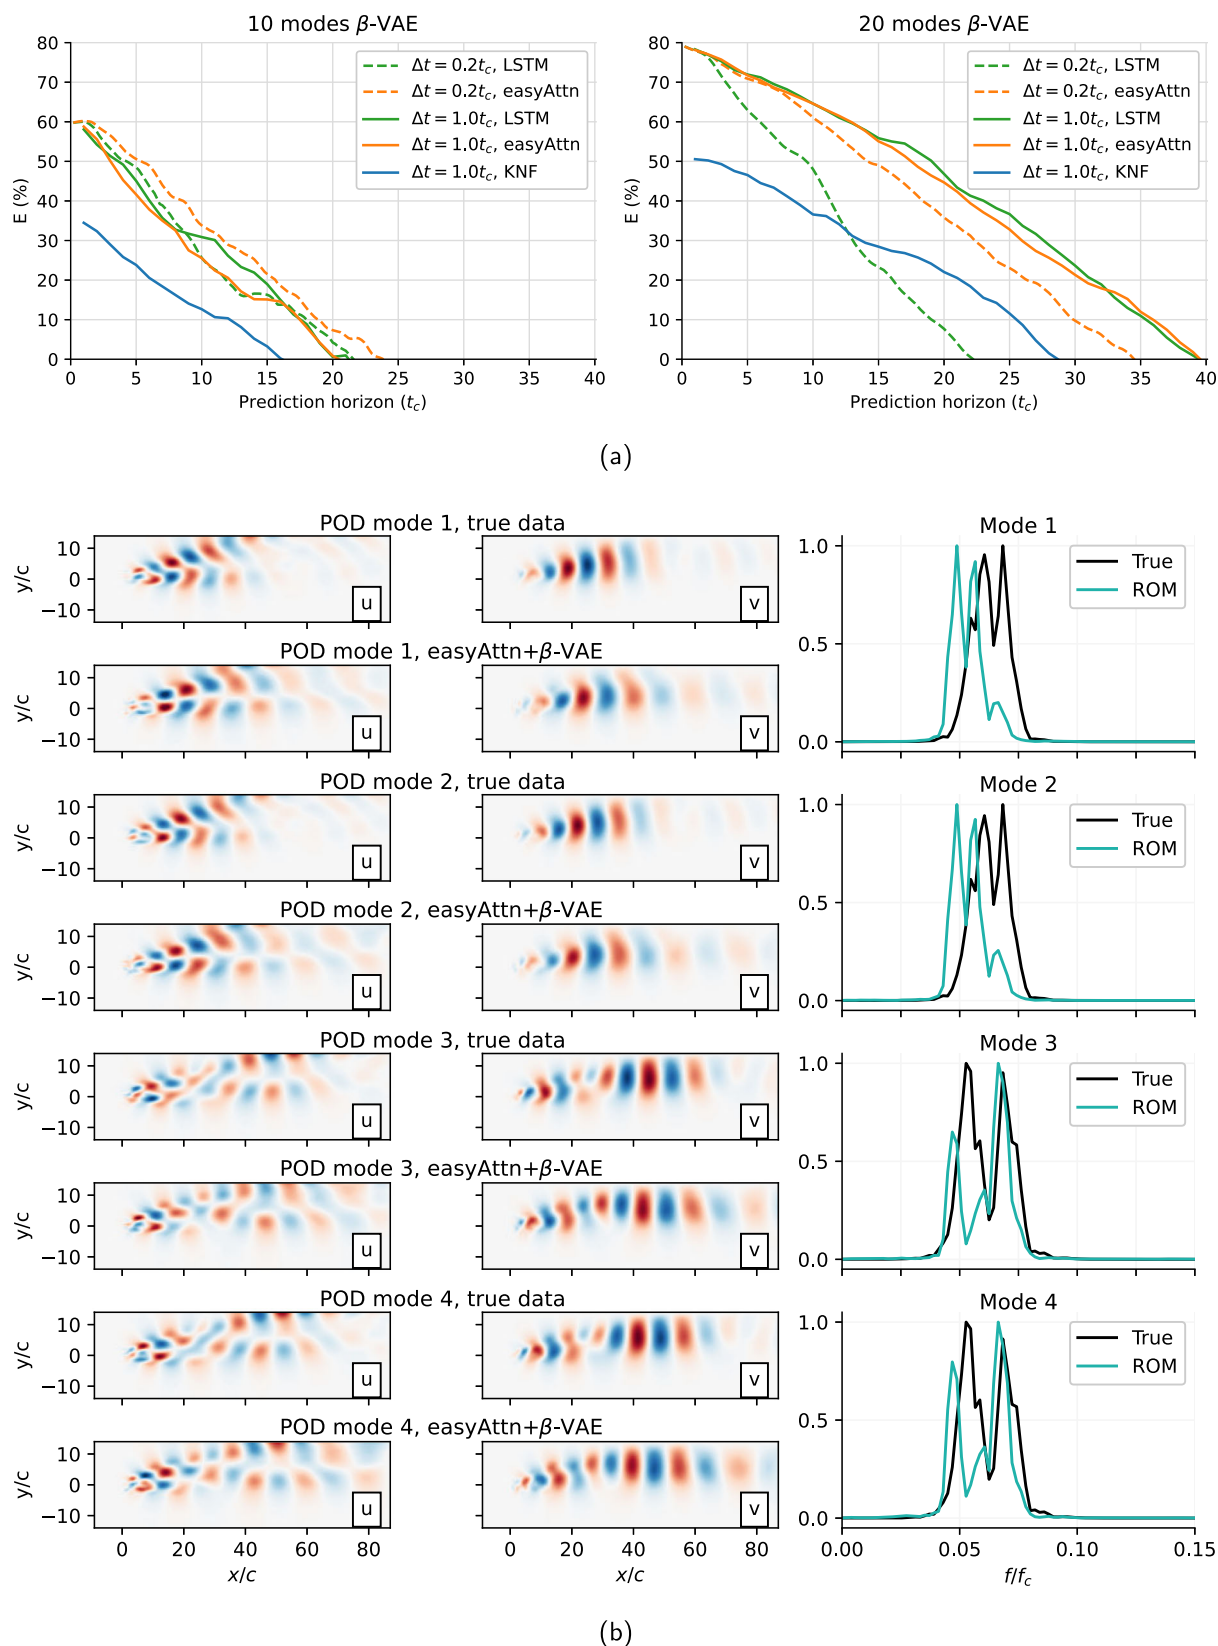 10 modes β-VAE
20 modes β-VAE
80
70
60
50
40
30
20
10
0
E (%)
Δt = 0.2t_c, LSTM
Δt = 0.2t_c, easyAttn
Δt = 1.0t_c, LSTM
Δt = 1.0t_c, easyAttn
Δt = 1.0t_c, KNF
0 5 10 15 20 25 30 35 40
Prediction horizon (t_c)
80
70
60
50
40
30
20
10
0
E (%)
Δt = 0.2t_c, LSTM
Δt = 0.2t_c, easyAttn
Δt = 1.0t_c, LSTM
Δt = 1.0t_c, easyAttn
Δt = 1.0t_c, KNF
0 5 10 15 20 25 30 35 40
Prediction horizon (t_c)
(a)
POD mode 1, true data
10
0
−10
y/c
u
v
POD mode 1, easyAttn+β-VAE
10
0
−10
y/c
u
v
Mode 1
1.0
0.5
0.0
True
ROM
POD mode 2, true data
10
0
−10
y/c
u
v
POD mode 2, easyAttn+β-VAE
10
0
−10
y/c
u
v
Mode 2
1.0
0.5
0.0
True
ROM
POD mode 3, true data
10
0
−10
y/c
u
v
POD mode 3, easyAttn+β-VAE
10
0
−10
y/c
u
v
Mode 3
1.0
0.5
0.0
True
ROM
POD mode 4, true data
10
0
−10
y/c
u
v
POD mode 4, easyAttn+β-VAE
10
0
−10
y/c
u
v
0 20 40 60 80
x/c
0 20 40 60 80
x/c
Mode 4
1.0
0.5
0.0
True
ROM
0.00 0.05 0.10 0.15
f/f_c
(b)